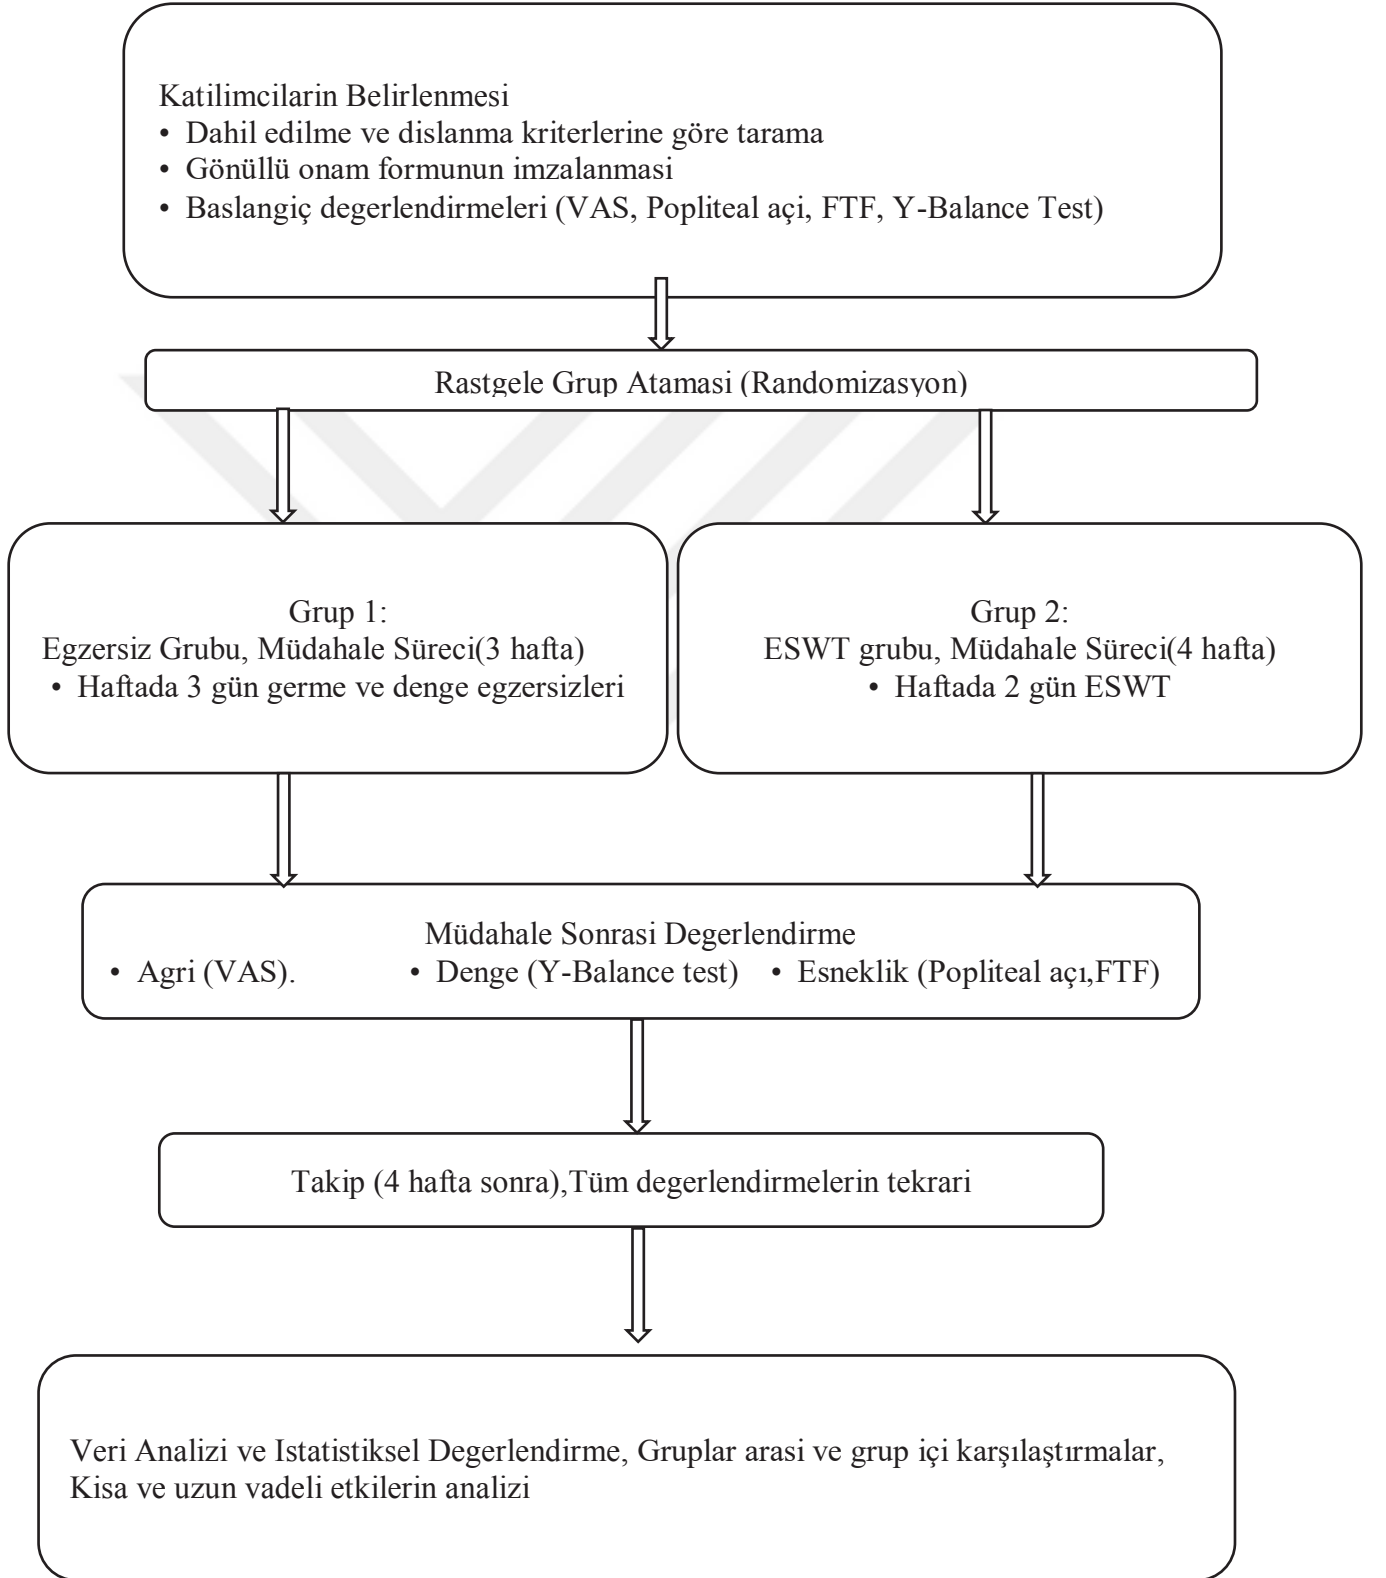 Katilimcilarin Belirlenmesi
• Dahil edilme ve dislanma kriterlerine göre tarama
• Gönüllü onam formunun imzalanmasi
• Baslangiç degerlendirmeleri (VAS, Popliteal açi, FTF, Y-Balance Test)
Rastgele Grup Atamasi (Randomizasyon)
Grup 1:
Egzersiz Grubu, Müdahale Süreci(3 hafta)
• Haftada 3 gün germe ve denge egzersizleri
Grup 2:
ESWT grubu, Müdahale Süreci(4 hafta)
• Haftada 2 gün ESWT
Müdahale Sonrasi Degerlendirme
• Agri (VAS). • Denge (Y-Balance test) • Esneklik (Popliteal açı,FTF)
Takip (4 hafta sonra),Tüm degerlendirmelerin tekrari
Veri Analizi ve Istatistiksel Degerlendirme, Gruplar arasi ve grup içi karşılaştırmalar,
Kisa ve uzun vadeli etkilerin analizi